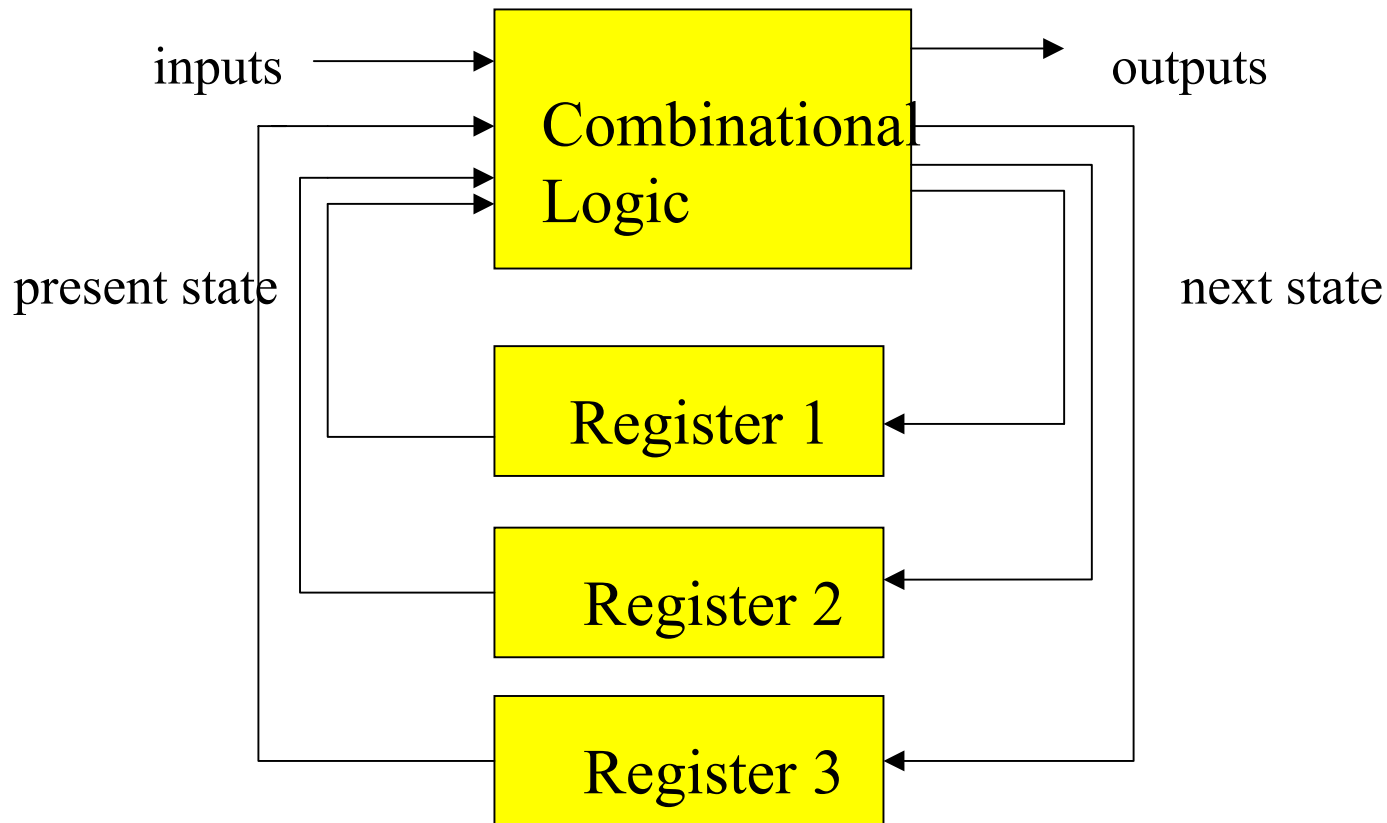 inputs
outputs
Combinational
Logic
present state
next state
Register 1
Register 2
Register 3